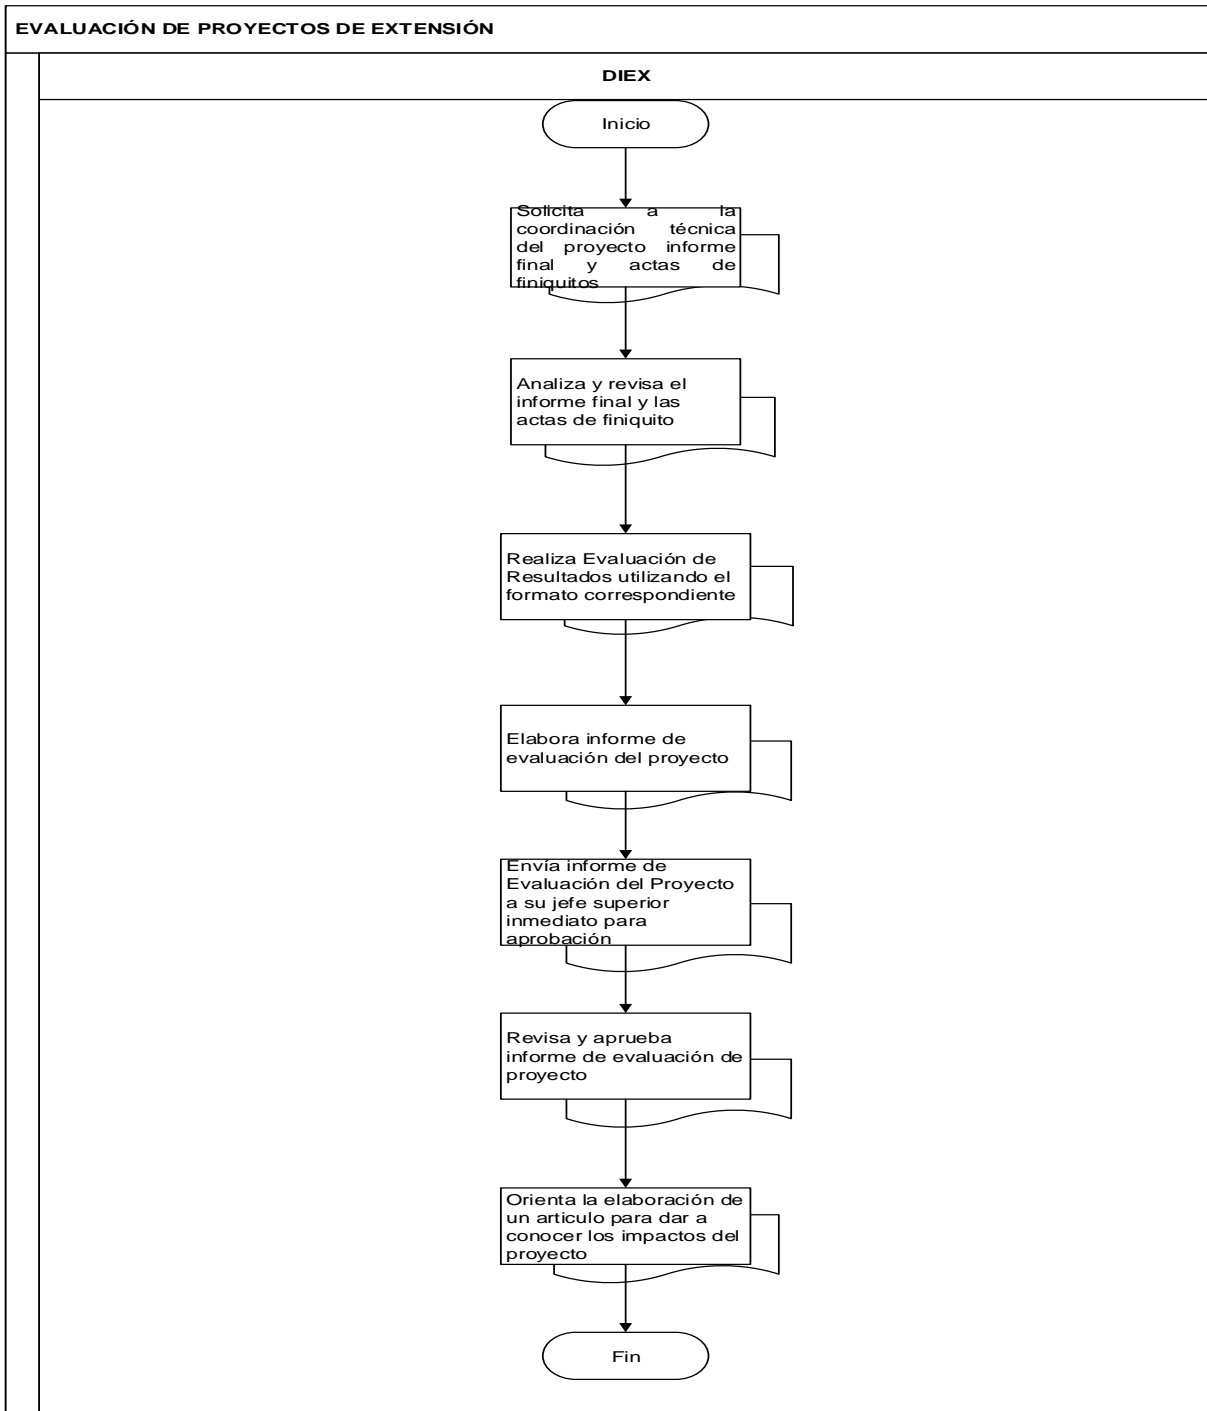 EVALUACIÓN DE PROYECTOS DE EXTENSIÓN
DIEX
Inicio
Solicita a la
coordinación técnica
del proyecto informe
final y actas de
finiquitos
Analiza y revisa el
informe final y las
actas de finiquito
Realiza Evaluación de
Resultados utilizando el
formato correspondiente
Elabora informe de
evaluación del proyecto
Envía informe de
Evaluación del Proyecto
a su jefe superior
inmediato para
aprobación
Revisa y aprueba
informe de evaluación de
proyecto
Orienta la elaboración de
un articulo para dar a
conocer los impactos del
proyecto
Fin